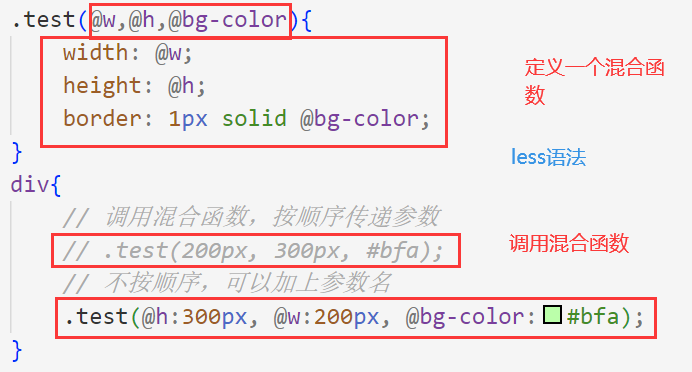 .test(@w,@h,@bg-color){
width: @w;
height: @h;
border: 1px solid @bg-color;
}
定义一个混合函
数
less语法
div{
// 调用混合函数，按顺序传递参数
// .test(200px, 300px, #bfa);
调用混合函数
// 不按顺序，可以加上参数名
.test(@h:300px, @w:200px, @bg-color:#bfa);
}